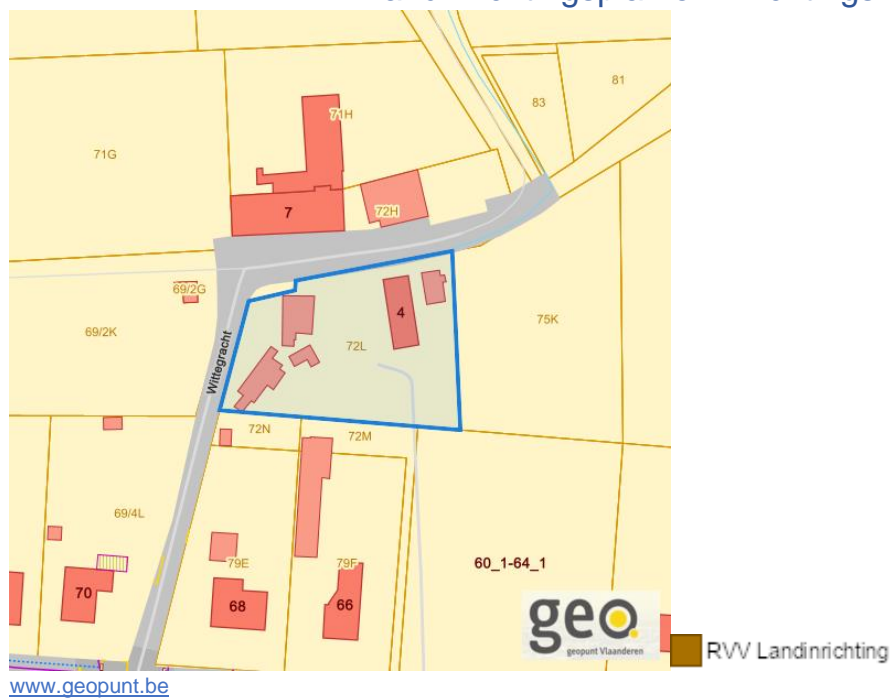 81
83
71H
71G
7
72H
69/2G
4
75K
69/2K
72L
Wittegracht
72N
72M
69/4L
79E
79F
60_1-64_1
70
68
66
geo
geopunt Vlaanderen
RVV Landinrichting
www.geopunt.be